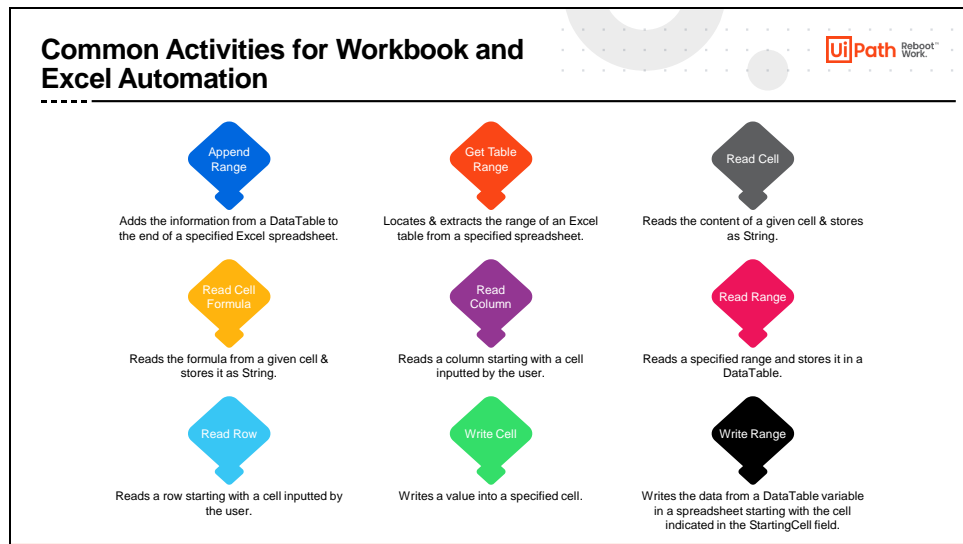 Common Activities for Workbook and
Excel Automation
UiPath Reboot™
Work.
Append
Range
Adds the information from a DataTable to
the end of a specified Excel spreadsheet.
Get Table
Range
Locates & extracts the range of an Excel
table from a specified spreadsheet.
Read Cell
Reads the content of a given cell & stores
as String.
Read Cell
Formula
Reads the formula from a given cell &
stores it as String.
Read
Column
Reads a column starting with a cell
inputted by the user.
Read Range
Reads a specified range and stores it in a
DataTable.
Read Row
Reads a row starting with a cell inputted by
the user.
Write Cell
Writes a value into a specified cell.
Write Range
Writes the data from a DataTable variable
in a spreadsheet starting with the cell
indicated in the StartingCell field.